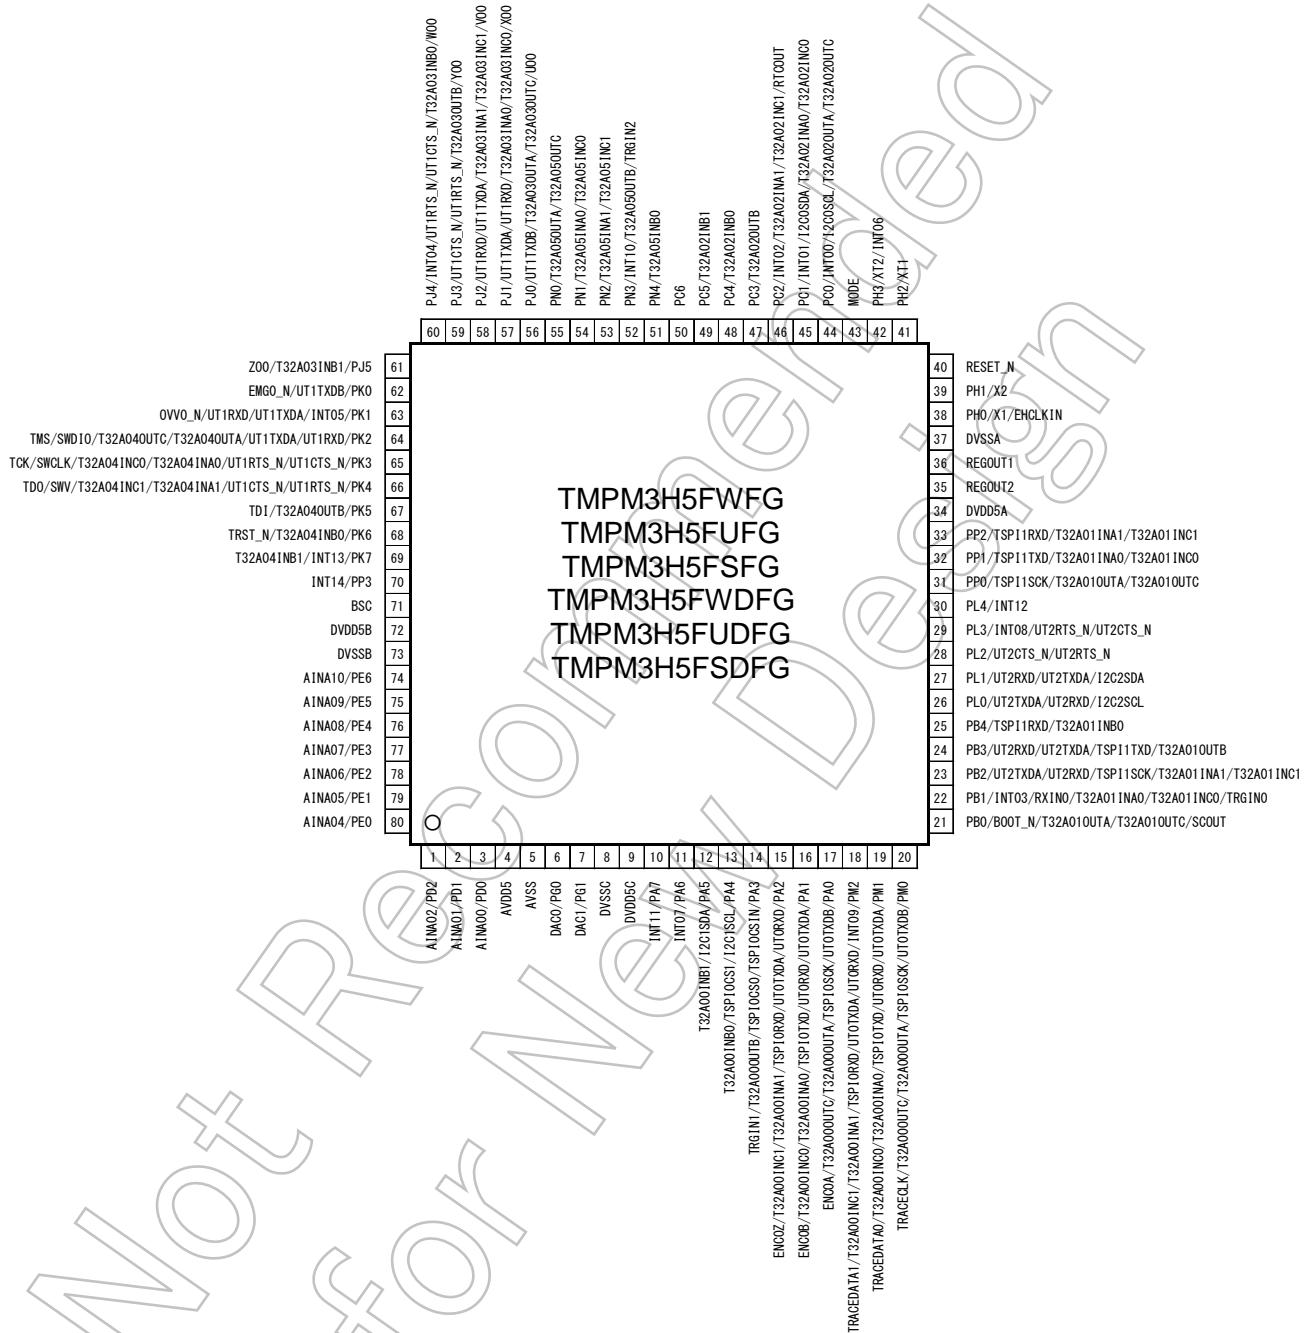 PJ4/INT04/UT1RTS_N/UT1CTS_N/T32A03INB0/WO0
PJ3/UT1CTS_N/UT1RTS_N/T32A03OUTB/YO0
PJ2/UT1RXD/UT1TXDA/T32A03INA1/T32A03INC1/VO0
PJ1/UT1TXDA/UT1RXD/T32A03INA0/T32A03INC0/XO0
PJ0/UT1TXDB/T32A03OUTA/T32A03OUTC/UO0
PN0/T32A05OUTA/T32A05OUTC
PN1/T32A05INA0/T32A05INC0
PN2/T32A05INA1/T32A05INC1
PN3/INT10/T32A05OUTB/TRGIN2
PN4/T32A05INB0
PC6
PC5/T32A02INB1
PC4/T32A02INB0
PC3/T32A02OUTB
PC2/INT02/T32A02INA1/T32A02INC1/RTCOUT
PC1/INT01/I2C0SDA/T32A02INA0/T32A02INC0
PC0/INT00/I2C0SCL/T32A02OUTA/T32A02OUTC
MODE
PH3/XT2/INT06
PH2/XT1
60 59 58 57 56 55 54 53 52 51 50 49 48 47 46 45 44 43 42 41
ZO0/T32A03INB1/PJ5 61
EMG0_N/UT1TXDB/PK0 62
OVV0_N/UT1RXD/UT1TXDA/INT05/PK1 63
TMS/SWDIO/T32A04OUTC/T32A04OUTA/UT1TXDA/UT1RXD/PK2 64
TCK/SWCLK/T32A04INC0/T32A04INA0/UT1RTS_N/UT1CTS_N/PK3 65
TDO/SWV/T32A04INC1/T32A04INA1/UT1CTS_N/UT1RTS_N/PK4 66
TDI/T32A04OUTB/PK5 67
TRST_N/T32A04INB0/PK6 68
T32A04INB1/INT13/PK7 69
INT14/PP3 70
BSC 71
DVDD5B 72
DVSSB 73
AINA10/PE6 74
AINA09/PE5 75
AINA08/PE4 76
AINA07/PE3 77
AINA06/PE2 78
AINA05/PE1 79
AINA04/PE0 80
TMPM3H5FWFG
TMPM3H5FUFG
TMPM3H5FSFG
TMPM3H5FWDFG
TMPM3H5FUDFG
TMPM3H5FSDFG
40 RESET_N
39 PH1/X2
38 PH0/X1/EHCLKIN
37 DVSSA
36 REGOUT1
35 REGOUT2
34 DVDD5A
33 PP2/TSPI1RXD/T32A01INA1/T32A01INC1
32 PP1/TSPI1TXD/T32A01INA0/T32A01INC0
31 PP0/TSPI1SCK/T32A01OUTA/T32A01OUTC
30 PL4/INT12
29 PL3/INT08/UT2RTS_N/UT2CTS_N
28 PL2/UT2CTS_N/UT2RTS_N
27 PL1/UT2RXD/UT2TXDA/I2C2SDA
26 PL0/UT2TXDA/UT2RXD/I2C2SCL
25 PB4/TSPI1RXD/T32A01INB0
24 PB3/UT2RXD/UT2TXDA/TSPI1TXD/T32A01OUTB
23 PB2/UT2TXDA/UT2RXD/TSPI1SCK/T32A01INA1/T32A01INC1
22 PB1/INT03/RXIN0/T32A01INA0/T32A01INC0/TRGIN0
21 PB0/BOOT_N/T32A01OUTA/T32A01OUTC/SCOUT
1 2 3 4 5 6 7 8 9 10 11 12 13 14 15 16 17 18 19 20
AINA02/PD2
AINA01/PD1
AINA00/PD0
AVDD5
AVSS
DAC0/PG0
DAC1/PG1
DVSSC
DVDD5C
INT11/PA7
INT07/PA6
T32A00INB1/I2C1SDA/PA5
T32A00INB0/TSPI0CS1/I2C1SCL/PA4
TRGIN1/T32A00OUTB/TSPI0CS0/TSPI0CSIN/PA3
ENC0Z/T32A00INC1/T32A00INA1/TSPI0RXD/UT0TXDA/UT0RXD/PA2
ENC0B/T32A00INC0/T32A00INA0/TSPI0TXD/UT0RXD/UT0TXDA/PA1
ENC0A/T32A00OUTC/T32A00OUTA/TSPI0SCK/UT0TXDB/PA0
TRACEDATA1/T32A00INC1/T32A00INA1/TSPI0RXD/UT0TXDA/UT0RXD/INT09/PM2
TRACEDATA0/T32A00INC0/T32A00INA0/TSPI0TXD/UT0RXD/UT0TXDA/PM1
TRACECLK/T32A00OUTC/T32A00OUTA/TSPI0SCK/UT0TXDB/PM0
Not Recommended
for New Design